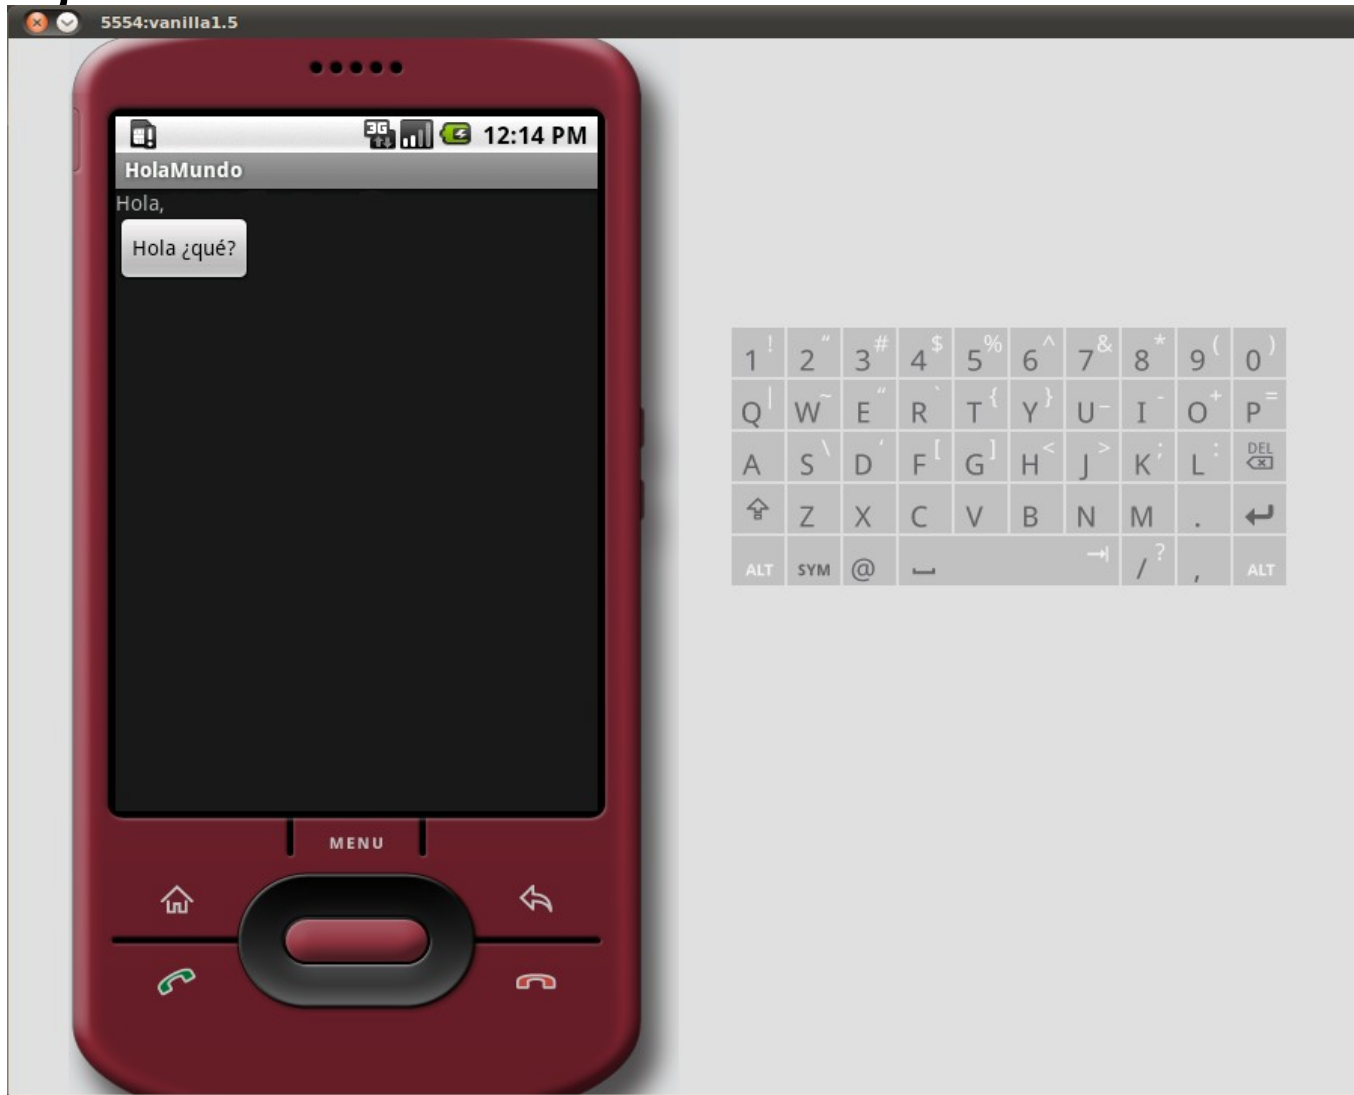 5554:vanilla1.5
3G 12:14 PM
HolaMundo
Hola,
Hola ¿qué?
MENU
1 ! 2 " 3 # 4 $ 5 % 6 ^ 7 & 8 * 9 ( 0 )
Q | W ~ E “ R ` T { Y } U _ I - O + P =
A S \ D ‘ F [ G ] H < J > K ; L : DEL
Z X C V B N M .
ALT SYM @ / ? , ALT